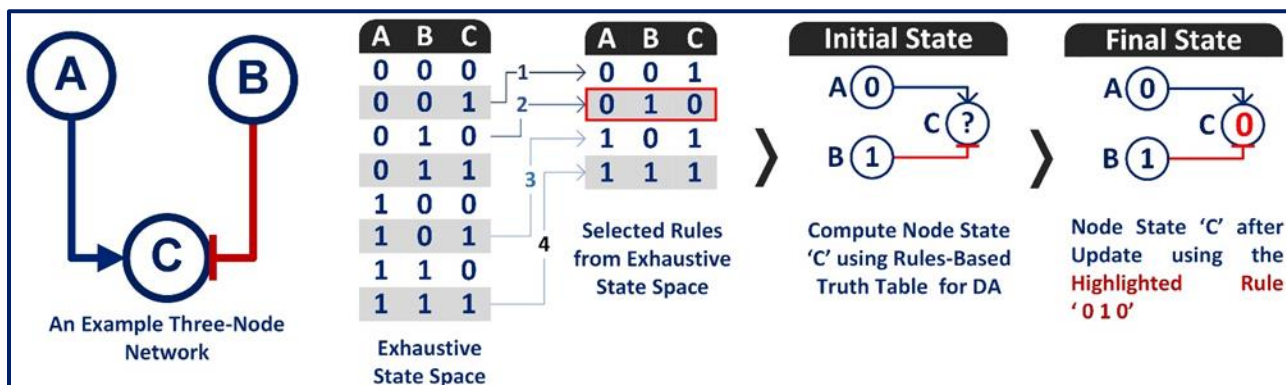 A
B
C
An Example Three-Node
Network
A B C
0 0 0
0 0 1
0 1 0
0 1 1
1 0 0
1 0 1
1 1 0
1 1 1
Exhaustive
State Space
1
2
3
4
A B C
0 0 1
0 1 0
1 0 1
1 1 1
Selected Rules
from Exhaustive
State Space
Initial State
A 0
C ?
B 1
Compute Node State
‘C’ using Rules-Based
Truth Table for DA
Final State
A 0
C 0
B 1
Node State ‘C’ after
Update using the
Highlighted Rule
‘ 0 1 0’